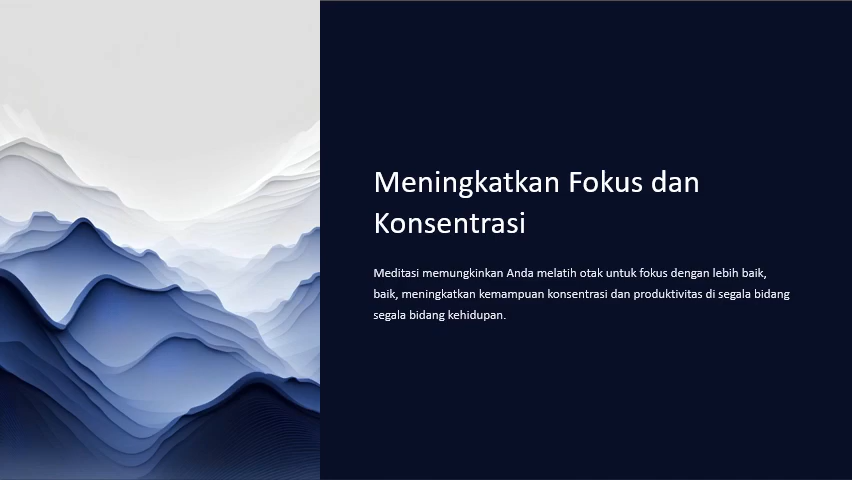 Meningkatkan Fokus dan
Konsentrasi
Meditasi memungkinkan Anda melatih otak untuk fokus dengan lebih baik,
baik, meningkatkan kemampuan konsentrasi dan produktivitas di segala bidang
segala bidang kehidupan.